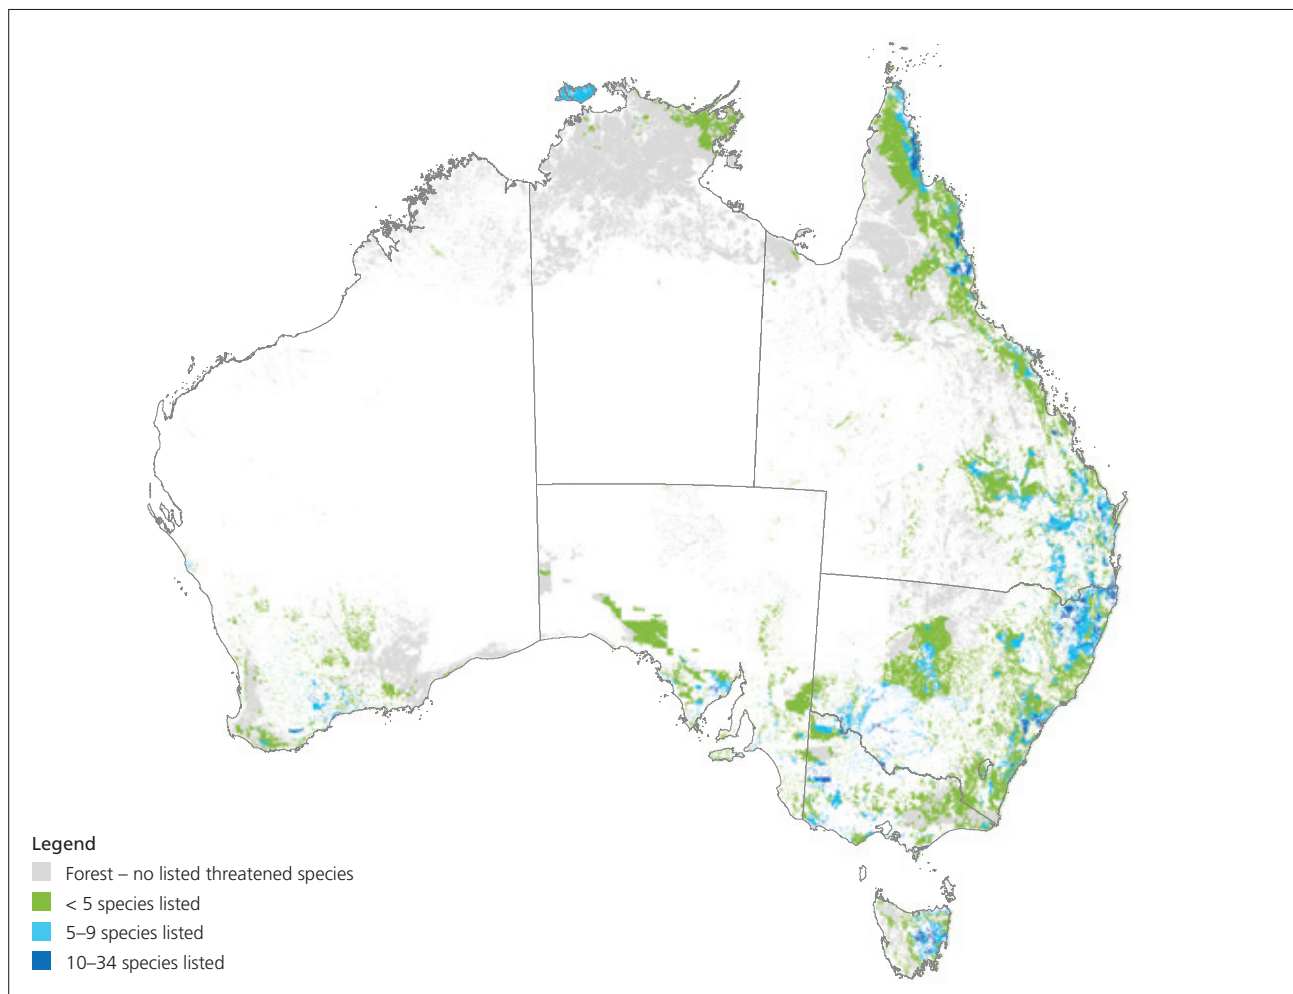 Legend
Forest – no listed threatened species
< 5 species listed
5–9 species listed
10–34 species listed